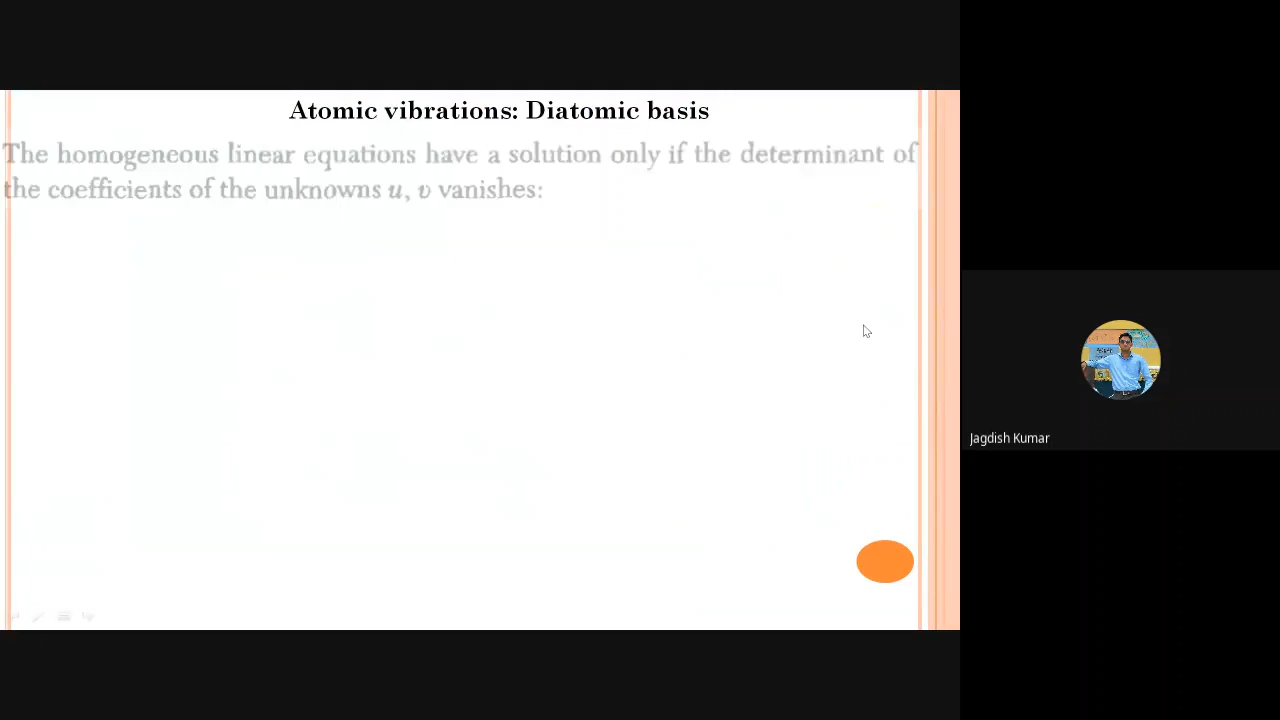 Atomic vibrations: Diatomic basis
The homogeneous linear equations have a solution only if the determinant of
the coefficients of the unknowns u, v vanishes:
Jagdish Kumar